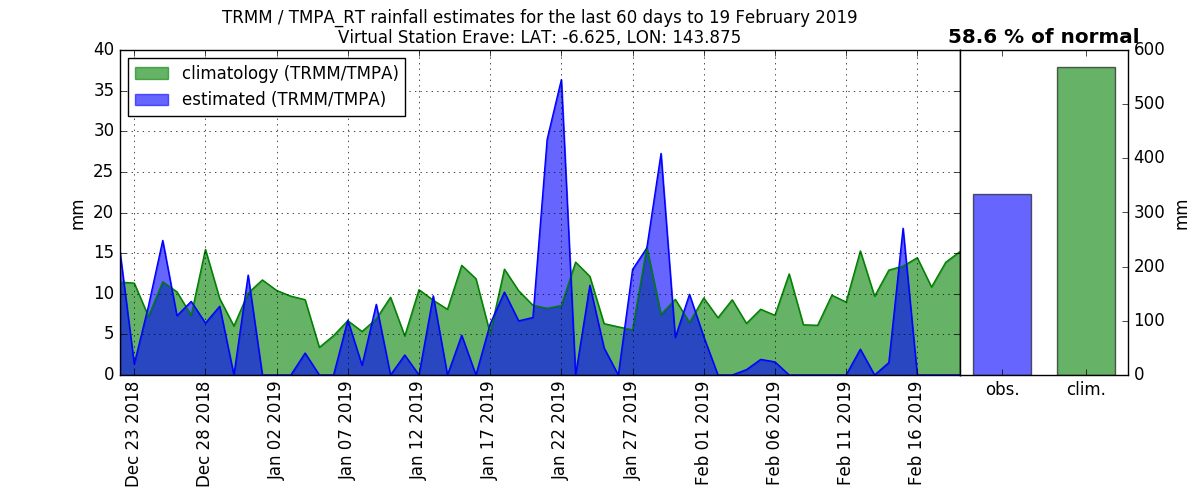 TRMM / TMPA_RT rainfall estimates for the last 60 days to 19 February 2019
Virtual Station Erave: LAT: -6.625, LON: 143.875
58.6 % of normal
climatology (TRMM/TMPA)
estimated (TRMM/TMPA)
mm
40
35
30
25
20
15
10
5
0
Dec 23 2018
Dec 28 2018
Jan 02 2019
Jan 07 2019
Jan 12 2019
Jan 17 2019
Jan 22 2019
Jan 27 2019
Feb 01 2019
Feb 06 2019
Feb 11 2019
Feb 16 2019
600
500
400
300
200
100
0
mm
obs.
clim.